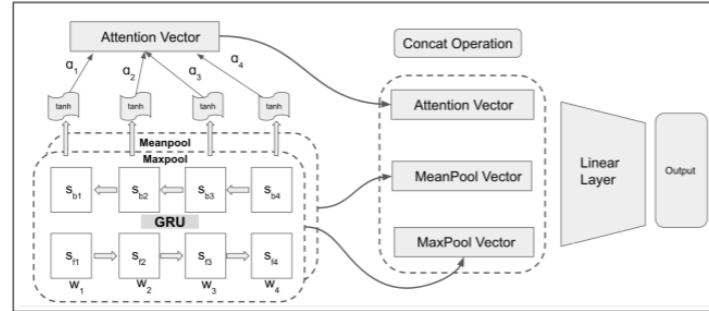 Attention Vector
Concat Operation
α1 α2 α3 α4
tanh tanh tanh tanh
Meanpool
Maxpool
Sb1 Sb2 Sb3 Sb4
GRU
Sf1 Sf2 Sf3 Sf4
W1 W2 W3 W4
Attention Vector
MeanPool Vector
MaxPool Vector
Linear
Layer
Output